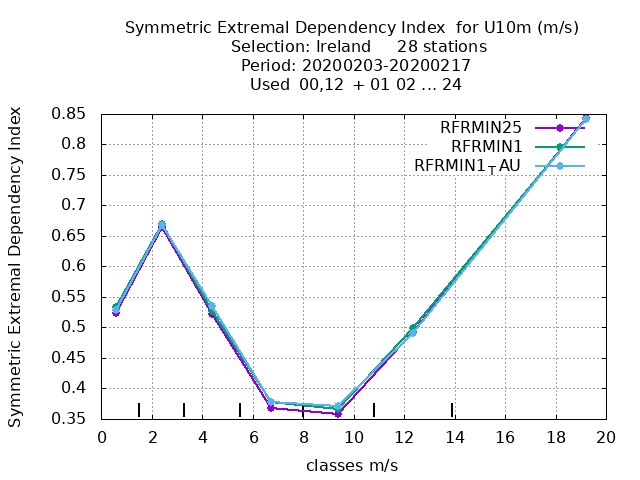 Symmetric Extremal Dependency Index for U10m (m/s)
Selection: Ireland 28 stations
Period: 20200203-20200217
Used 00,12 + 01 02 ... 24
Symmetric Extremal Dependency Index
0.85
0.8
0.75
0.7
0.65
0.6
0.55
0.5
0.45
0.4
0.35
RFRMIN25
RFRMIN1
RFRMIN1TAU
0 2 4 6 8 10 12 14 16 18 20
classes m/s